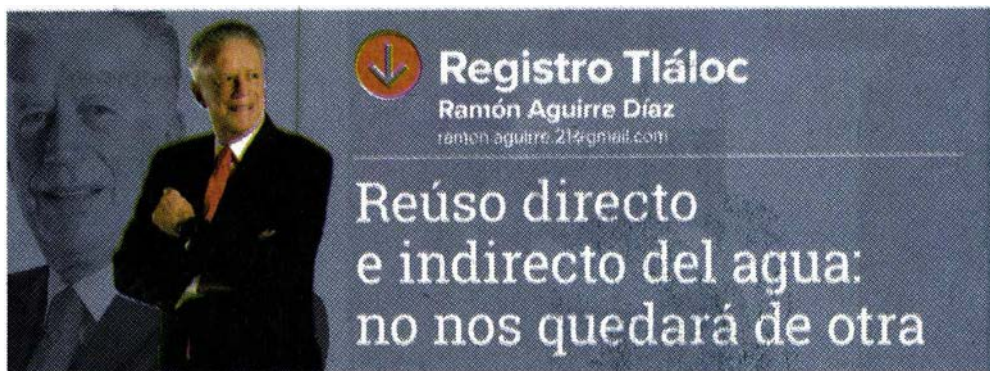 Registro Tláloc
Ramón Aguirre Díaz
ramon.aguirre.21@gmail.com
Reúso directo
e indirecto del agua:
no nos quedará de otra